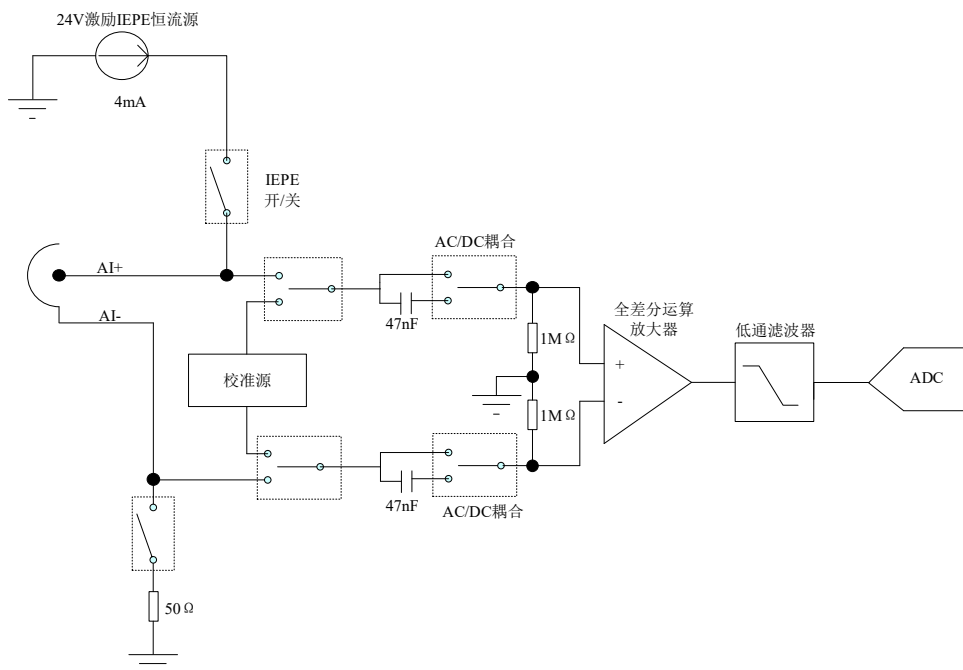 24V激励IEPE恒流源
4mA
IEPE
开/关
AC/DC耦合
AI+
AI-
47nF
全差分运算
放大器
低通滤波器
1MΩ
校准源
+
ADC
-
1MΩ
47nF
AC/DC耦合
50Ω